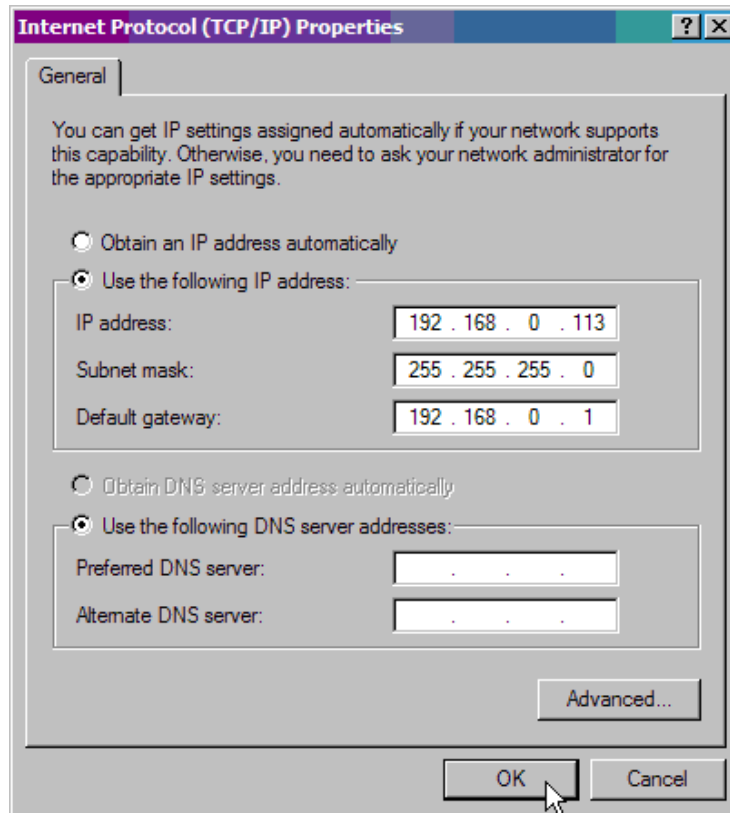 Internet Protocol (TCP/IP) Properties
General
You can get IP settings assigned automatically if your network supports
this capability. Otherwise, you need to ask your network administrator for
the appropriate IP settings.
Obtain an IP address automatically
Use the following IP address:
IP address: 192 . 168 . 0 . 113
Subnet mask: 255 . 255 . 255 . 0
Default gateway: 192 . 168 . 0 . 1
Obtain DNS server address automatically
Use the following DNS server addresses:
Preferred DNS server: . . .
Alternate DNS server: . . .
Advanced...
OK Cancel